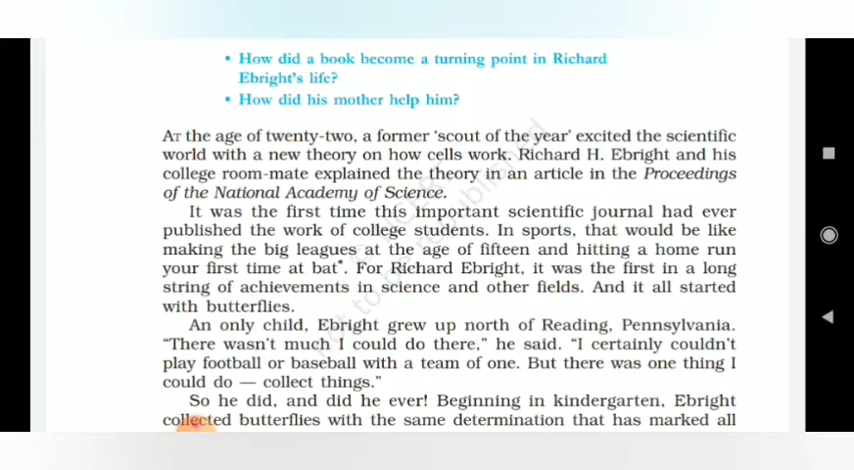 • How did a book become a turning point in Richard
Ebright's life?
• How did his mother help him?
AT the age of twenty-two, a former 'scout of the year' excited the scientific
world with a new theory on how cells work. Richard H. Ebright and his
college room-mate explained the theory in an article in the Proceedings
of the National Academy of Science.
It was the first time this important scientific journal had ever
published the work of college students. In sports, that would be like
making the big leagues at the age of fifteen and hitting a home run
your first time at bat*. For Richard Ebright, it was the first in a long
string of achievements in science and other fields. And it all started
with butterflies.
An only child, Ebright grew up north of Reading, Pennsylvania.
“There wasn't much I could do there,” he said. “I certainly couldn't
play football or baseball with a team of one. But there was one thing I
could do — collect things.”
So he did, and did he ever! Beginning in kindergarten, Ebright
collected butterflies with the same determination that has marked all
© NCERT
not to be republished